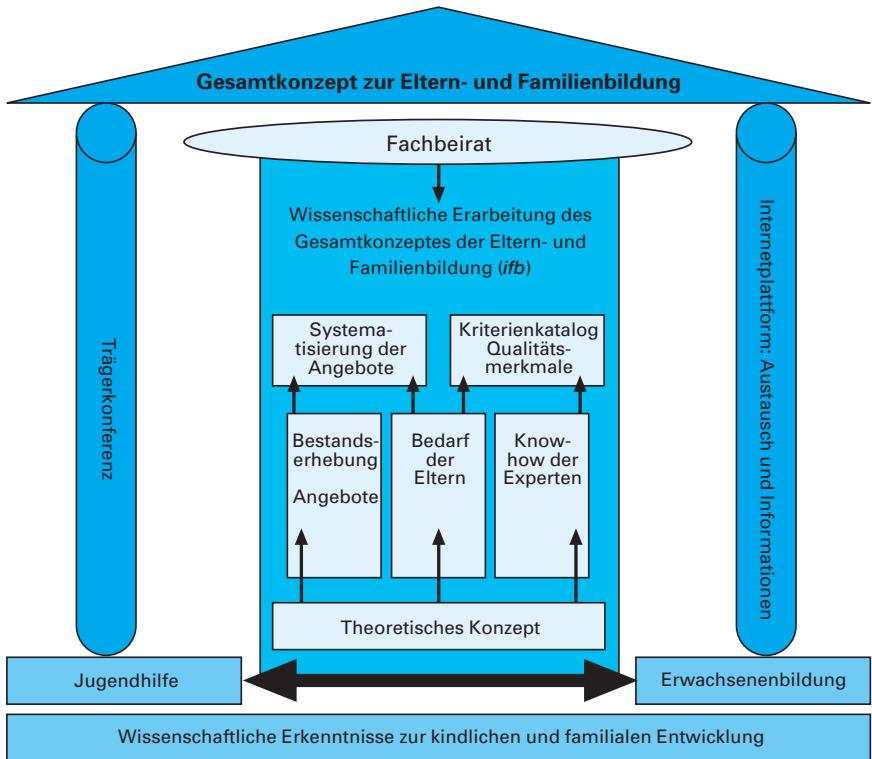 Gesamtkonzept zur Eltern- und Familienbildung
Fachbeirat
Wissenschaftliche Erarbeitung des
Gesamtkonzeptes der Eltern- und
Familienbildung (ifb)
Trägerkonferenz
Internetplattform: Austausch und Informationen
Systema-
tisierung der
Angebote
Kriterienkatalog
Qualitäts-
merkmale
Bestands-
erhebung
Angebote
Bedarf
der
Eltern
Know-
how der
Experten
Theoretisches Konzept
Jugendhilfe
Erwachsenenbildung
Wissenschaftliche Erkenntnisse zur kindlichen und familialen Entwicklung